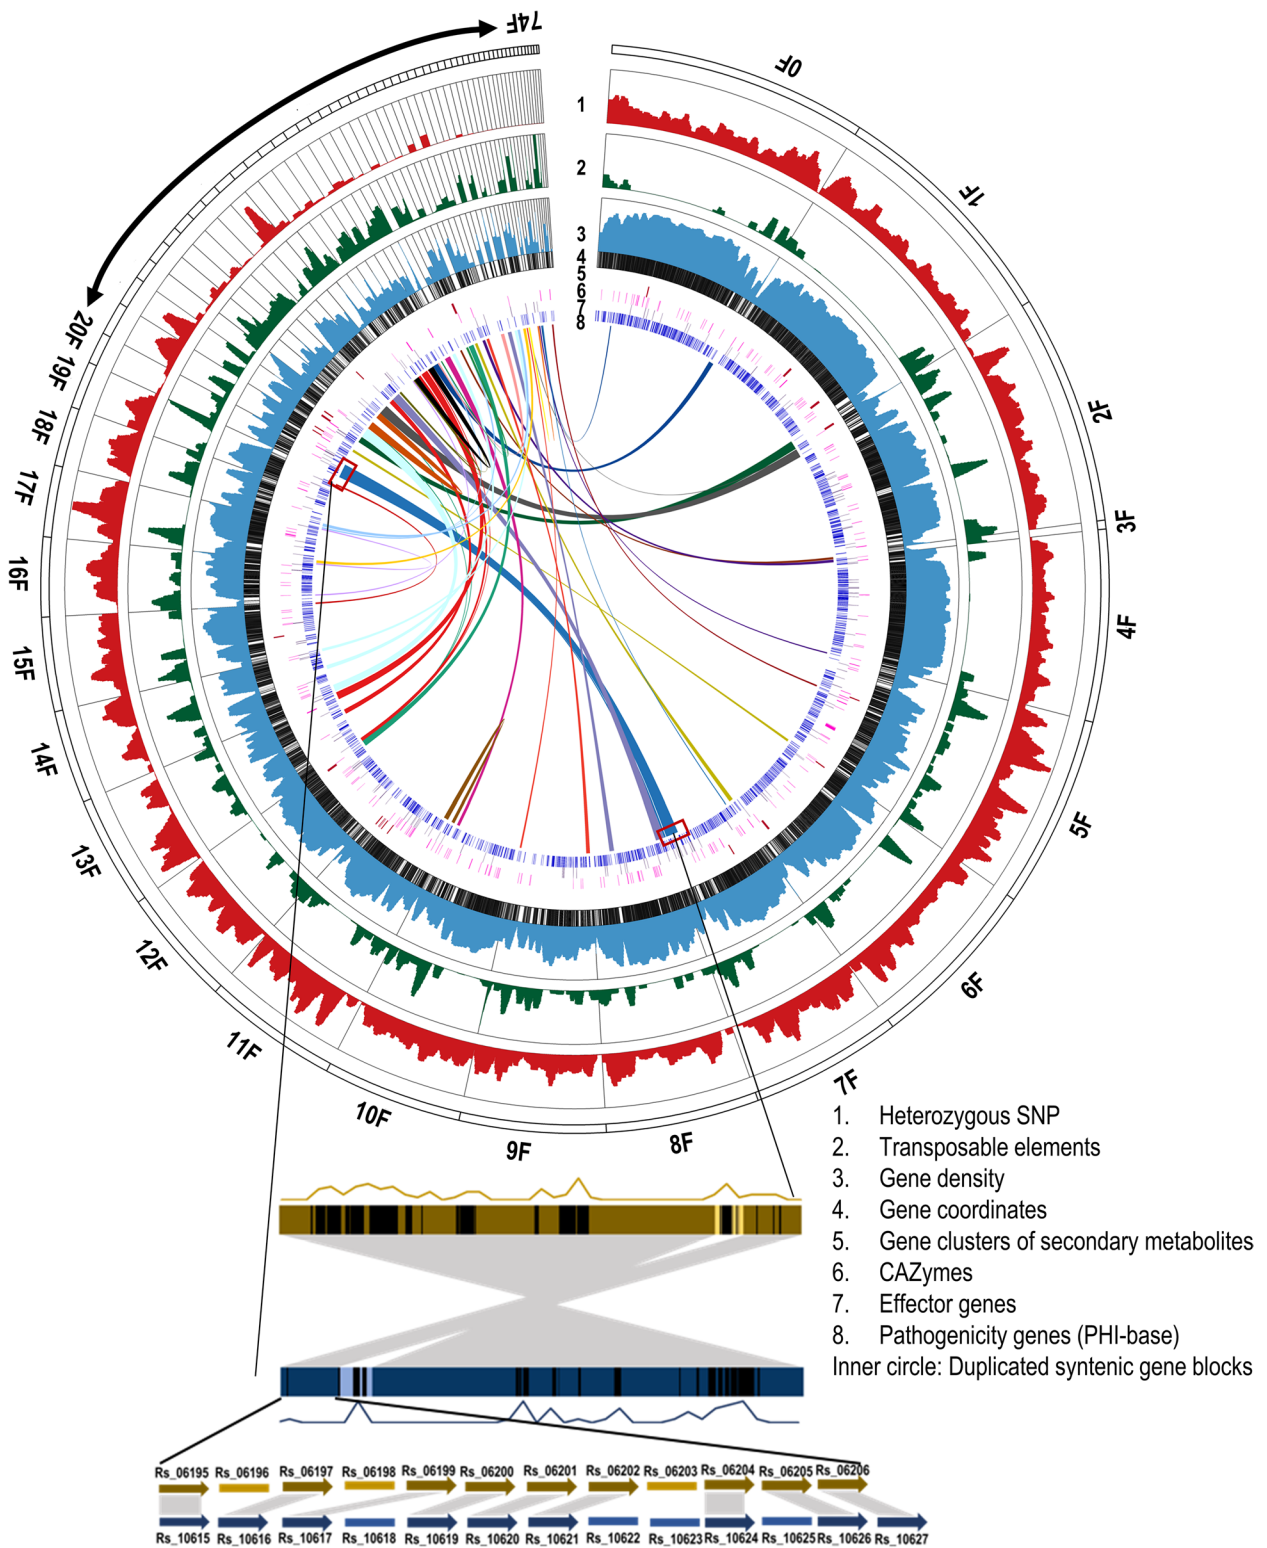 74F
0F
1F
2F
3F
4F
5F
6F
7F
8F
9F
10F
11F
12F
13F
14F
15F
16F
17F
18F
19F
20F
1
2
3
4
5
6
7
8
1. Heterozygous SNP
2. Transposable elements
3. Gene density
4. Gene coordinates
5. Gene clusters of secondary metabolites
6. CAZymes
7. Effector genes
8. Pathogenicity genes (PHI-base)
Inner circle: Duplicated syntenic gene blocks
Rs_06195 Rs_06196 Rs_06197 Rs_06198 Rs_06199 Rs_06200 Rs_06201 Rs_06202 Rs_06203 Rs_06204 Rs_06205 Rs_06206
Rs_10615 Rs_10616 Rs_10617 Rs_10618 Rs_10619 Rs_10620 Rs_10621 Rs_10622 Rs_10623 Rs_10624 Rs_10625 Rs_10626 Rs_10627